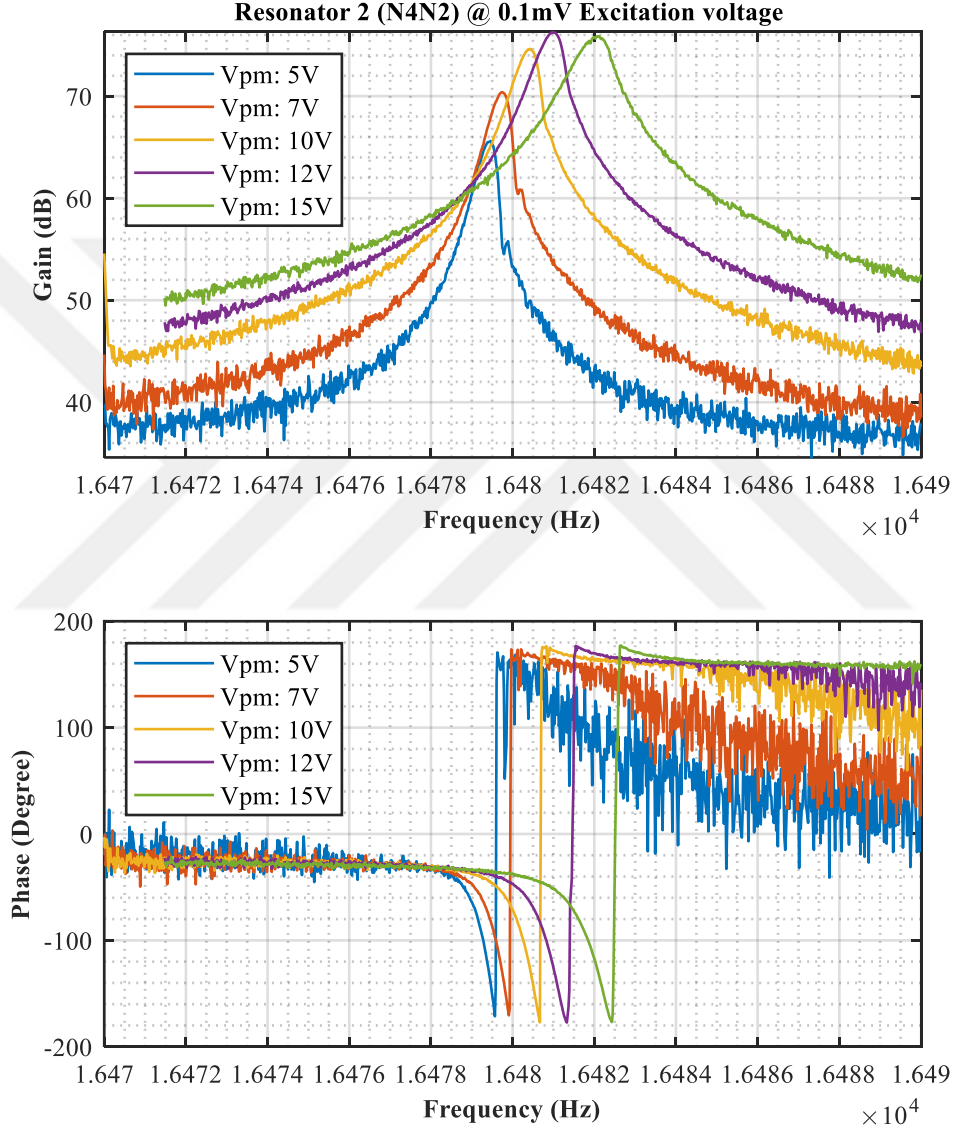 Resonator 2 (N4N2) @ 0.1mV Excitation voltage
Gain (dB)
70
60
50
40
Vpm: 5V
Vpm: 7V
Vpm: 10V
Vpm: 12V
Vpm: 15V
1.647 1.6472 1.6474 1.6476 1.6478 1.648 1.6482 1.6484 1.6486 1.6488 1.649
Frequency (Hz)
×10⁴
Phase (Degree)
200
100
0
-100
-200
Vpm: 5V
Vpm: 7V
Vpm: 10V
Vpm: 12V
Vpm: 15V
1.647 1.6472 1.6474 1.6476 1.6478 1.648 1.6482 1.6484 1.6486 1.6488 1.649
Frequency (Hz)
×10⁴